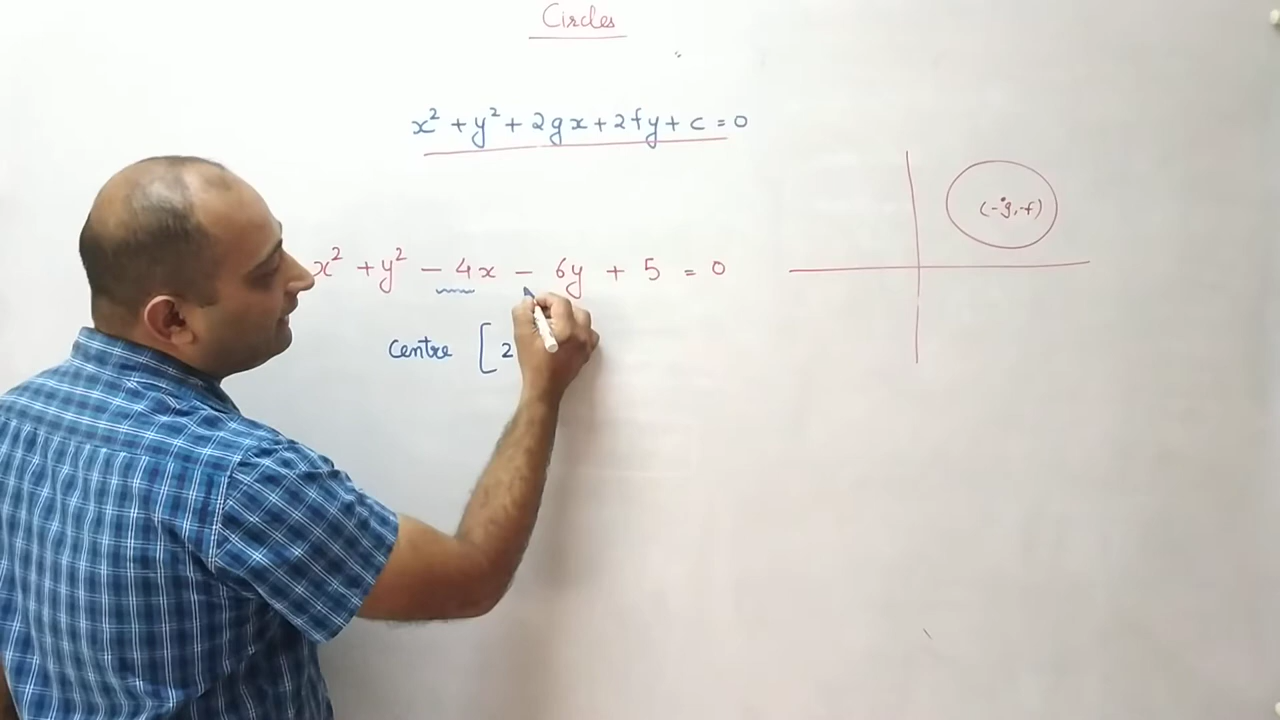 Circles
x² + y² + 2gx + 2fy + c = 0
(-g, -f)
x² + y² - 4x - 6y + 5 = 0
Centre [2